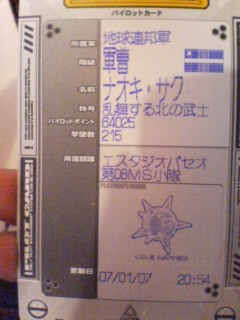 パイロットカード
所属軍 地球連邦軍
階級 軍曹
名前 ナオキ・サク
称号 乱舞する北の武士
パイロットポイント 64025
撃墜数 215
所属部隊 エスタジオパセオ
第08MS小隊
PLATOON'S MARK
更新日 07/01/07 20:54